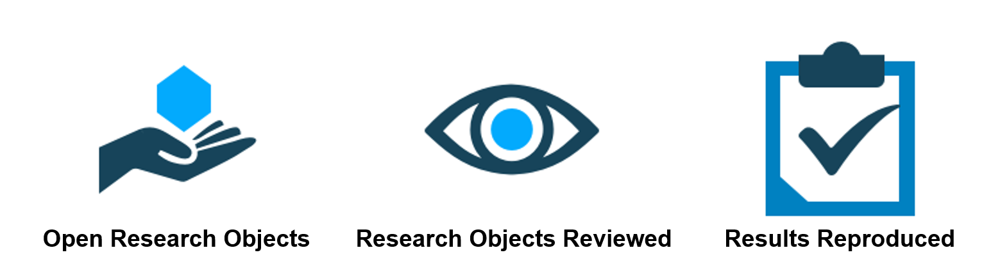 Open Research Objects
Research Objects Reviewed
Results Reproduced